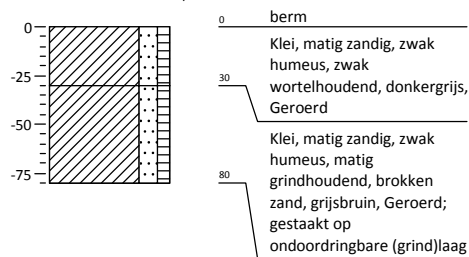 0
-25
-50
-75
0
berm
Klei, matig zandig, zwak
humeus, zwak
wortelhoudend, donkergrijs,
Geroerd
30
Klei, matig zandig, zwak
humeus, matig
grindhoudend, brokken
zand, grijsbruin, Geroerd;
gestaakt op
ondoordringbare (grind)laag
80